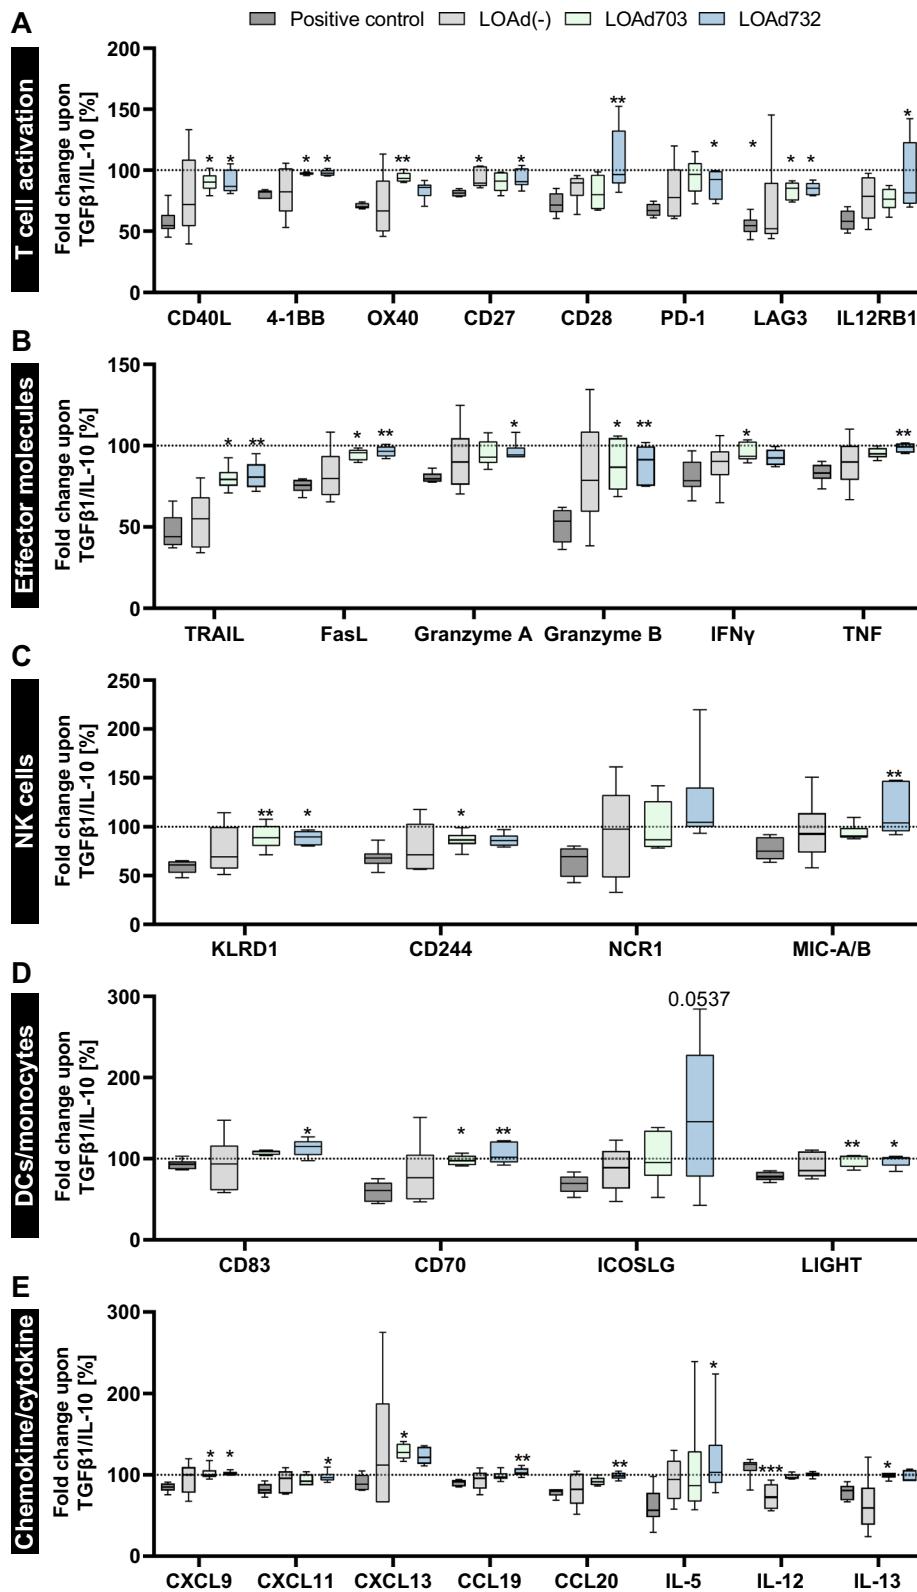 A
Positive control LOAd(-) LOAd703 LOAd732
T cell activation
Fold change upon
TGFβ1/IL-10 [%]
200
150
100
50
0
* * * * ** * * ** * * * * *
CD40L 4-1BB OX40 CD27 CD28 PD-1 LAG3 IL12RB1
B
Effector molecules
Fold change upon
TGFβ1/IL-10 [%]
150
100
50
0
* ** * ** * * ** * **
TRAIL FasL Granzyme A Granzyme B IFNγ TNF
C
NK cells
Fold change upon
TGFβ1/IL-10 [%]
250
200
150
100
50
0
** * * **
KLRD1 CD244 NCR1 MIC-A/B
D
DCs/monocytes
Fold change upon
TGFβ1/IL-10 [%]
300
200
100
0
* * ** 0.0537 ** *
CD83 CD70 ICOSLG LIGHT
E
Chemokine/cytokine
Fold change upon
TGFβ1/IL-10 [%]
300
200
100
0
* * * * ** ** * *** *
CXCL9 CXCL11 CXCL13 CCL19 CCL20 IL-5 IL-12 IL-13